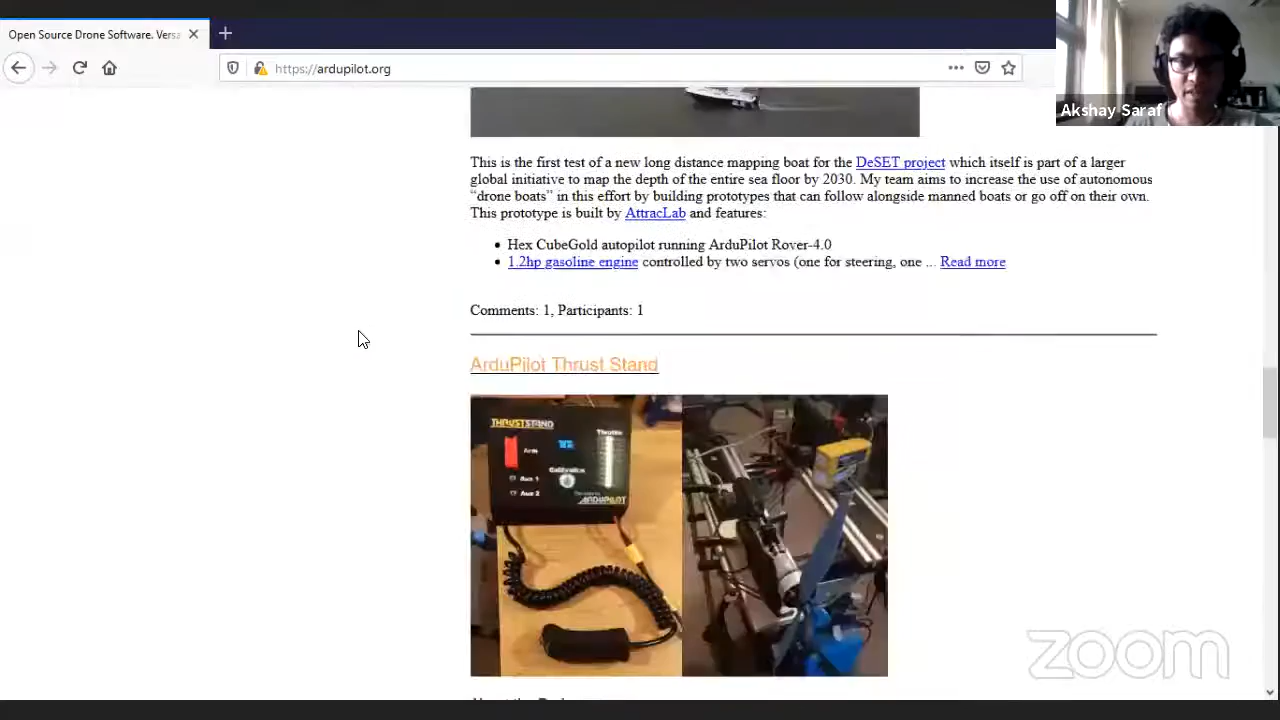 Open Source Drone Software. Versa
https://ardupilot.org
Akshay Saraf
This is the first test of a new long distance mapping boat for the DeSET project which itself is part of a larger
global initiative to map the depth of the entire sea floor by 2030. My team aims to increase the use of autonomous
“drone boats” in this effort by building prototypes that can follow alongside manned boats or go off on their own.
This prototype is built by AttracLab and features:
Hex CubeGold autopilot running ArduPilot Rover-4.0
1.2hp gasoline engine controlled by two servos (one for steering, one ... Read more
Comments: 1, Participants: 1
ArduPilot Thrust Stand
THRUSTSTAND
Throttle
Arm
Calibration
Aux 1
Aux 2
ARDUPILOT
zoom